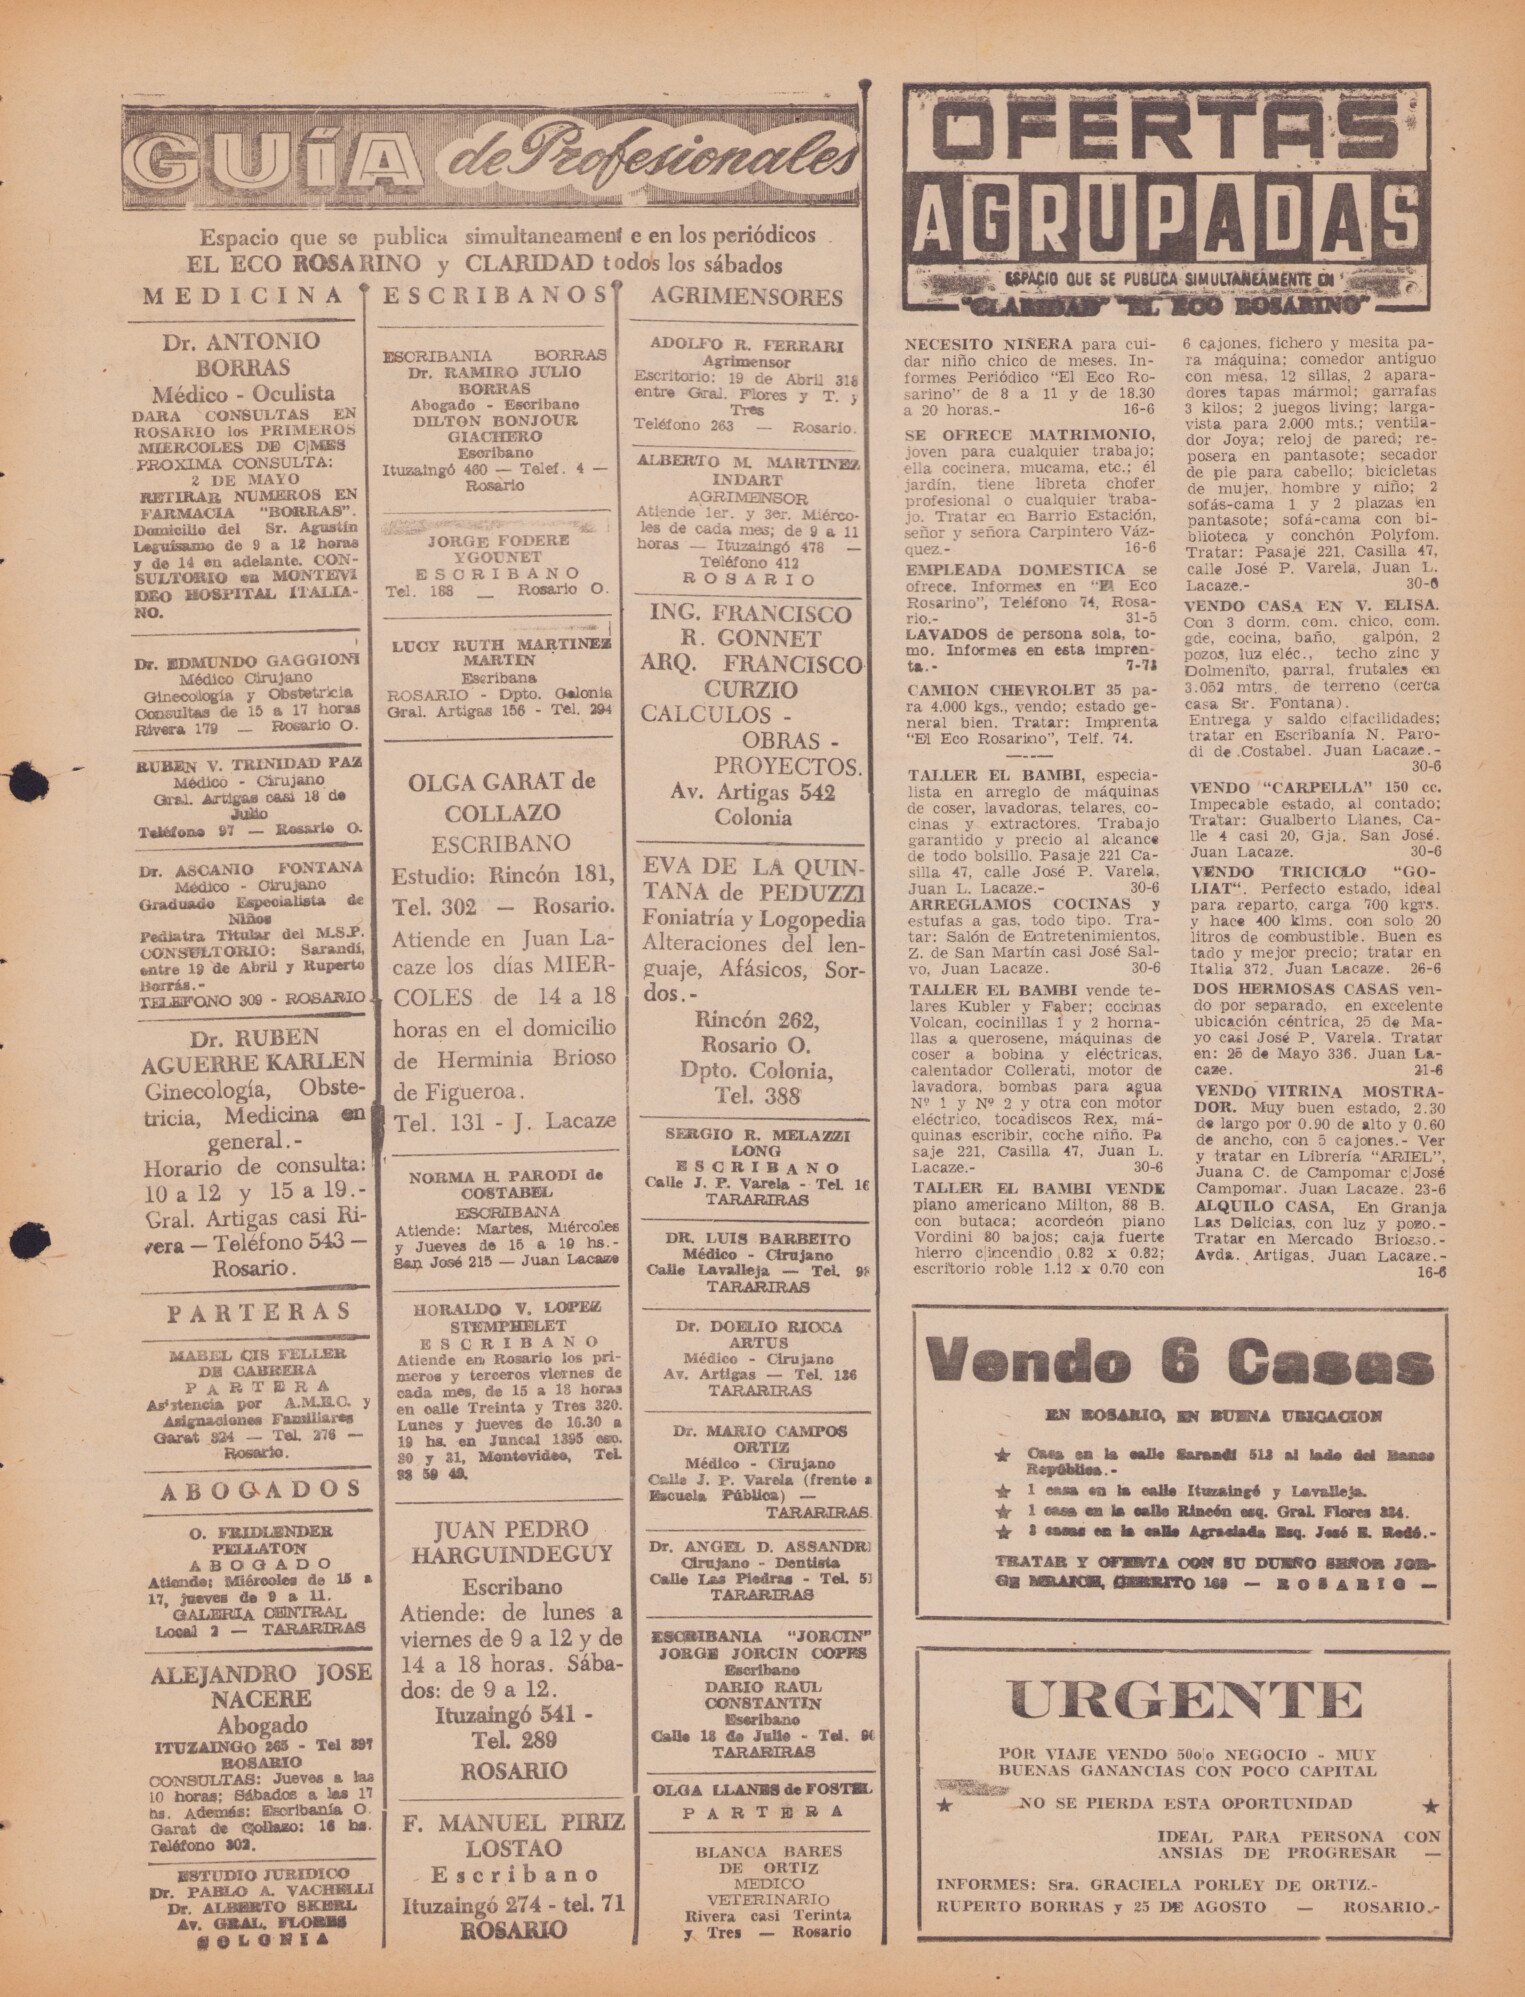 GUÍA de Profesionales
Espacio que se publica simultaneament e en los periódicos
EL ECO ROSARINO y CLARIDAD todos los sábados
MEDICINA
Dr. ANTONIO
BORRAS
Médico - Oculista
DARA CONSULTAS EN
ROSARIO los PRIMEROS
MIERCOLES DE C|MES
PROXIMA CONSULTA:
2 DE MAYO
RETIRAR NUMEROS EN
FARMACIA "BORRAS".
Domicilio del Sr. Agustín
Leguísamo de 9 a 12 horas
y de 14 en adelante. CON-
SULTORIO en MONTEVI
DEO HOSPITAL ITALIA-
NO.
Dr. EDMUNDO GAGGIONI
Médico Cirujano
Ginecología y Obstetricia
Consultas de 15 a 17 horas
Rivera 179 — Rosario O.
RUBEN V. TRINIDAD PAZ
Médico - Cirujano
Gral. Artigas casi 18 de
Julio
Teléfono 97 — Rosario O.
Dr. ASCANIO FONTANA
Médico - Cirujano
Graduado Especialista de
Niños
Pediatra Titular del M.S.P.
CONSULTORIO: Sarandí,
entre 19 de Abril y Ruperto
Borrás.-
TELEFONO 309 - ROSARIO
Dr. RUBEN
AGUERRE KARLEN
Ginecología, Obste-
tricia, Medicina en
general.-
Horario de consulta:
10 a 12 y 15 a 19.-
Gral. Artigas casi Ri-
vera — Teléfono 543 —
Rosario.
PARTERAS
MABEL CIS FELLER
DE CABRERA
PARTERA
Asistencia por A.M.E.C. y
Asignaciones Familiares
Garat 324 — Tel. 276 —
Rosario.
ABOGADOS
O. FRIDLENDER
PELLATON
ABOGADO
Atiende; Miércoles de 15 a
17, jueves de 9 a 11.
GALERIA CENTRAL
Local 2 — TARARIRAS
ALEJANDRO JOSE
NACERE
Abogado
ITUZAINGO 265 - Tel 397
ROSARIO
CONSULTAS: Jueves a las
10 horas; Sábados a las 17
hs. Además: Escribanía O.
Garat de Collazo: 16 hs.
Teléfono 302.
ESTUDIO JURIDICO
Dr. PABLO A. VACHELLI
Dr. ALBERTO SKERL
Av. GRAL. FLORES
COLONIA
ESCRIBANOS
ESCRIBANIA BORRAS
Dr. RAMIRO JULIO
BORRAS
Abogado - Escribano
DILTON BONJOUR
GIACHERO
Escribano
Ituzaingó 460 — Telef. 4 —
Rosario
JORGE FODERE
YGOUNET
ESCRIBANO
Tel. 188 — Rosario O.
LUCY RUTH MARTINEZ
MARTIN
Escribana
ROSARIO - Dpto. Colonia
Gral. Artigas 156 - Tel. 294
OLGA GARAT de
COLLAZO
ESCRIBANO
Estudio: Rincón 181,
Tel. 302 — Rosario.
Atiende en Juan La-
caze los días MIER-
COLES de 14 a 18
horas en el domicilio
de Herminia Brioso
de Figueroa.
Tel. 131 - J. Lacaze
NORMA H. PARODI de
COSTABEL
ESCRIBANA
Atiende: Martes, Miércoles
y Jueves de 15 a 19 hs.-
San José 215 — Juan Lacaze
HORALDO V. LOPEZ
STEMPHELET
ESCRIBANO
Atiende en Rosario los pri-
meros y terceros viernes de
cada mes, de 15 a 18 horas
en calle Treinta y Tres 320.
Lunes y jueves de 16.30 a
19 hs. en Juncal 1395 esc.
30 y 31, Montevideo, Tel.
98 59 49.
JUAN PEDRO
HARGUINDEGUY
Escribano
Atiende: de lunes a
viernes de 9 a 12 y de
14 a 18 horas. Sába-
dos: de 9 a 12.
Ituzaingó 541 -
Tel. 289
ROSARIO
F. MANUEL PIRIZ
LOSTAO
Escribano
Ituzaingó 274 - tel. 71
ROSARIO
AGRIMENSORES
ADOLFO R. FERRARI
Agrimensor
Escritorio: 19 de Abril 318
entre Gral. Flores y T. y
Tres
Teléfono 263 — Rosario.
ALBERTO M. MARTINEZ
INDART
AGRIMENSOR
Atiende 1er. y 3er. Miérco-
les de cada mes; de 9 a 11
horas — Ituzaingó 478 —
Teléfono 412
ROSARIO
ING. FRANCISCO
R. GONNET
ARQ. FRANCISCO
CURZIO
CALCULOS -
OBRAS -
PROYECTOS.
Av. Artigas 542
Colonia
EVA DE LA QUIN-
TANA de PEDUZZI
Foniatría y Logopedia
Alteraciones del len-
guaje, Afásicos, Sor-
dos.-
Rincón 262,
Rosario O.
Dpto. Colonia,
Tel. 388
SERGIO R. MELAZZI
LONG
ESCRIBANO
Calle J. P. Varela - Tel. 16
TARARIRAS
DR. LUIS BARBEITO
Médico - Cirujano
Calle Lavalleja — Tel. 98
TARARIRAS
Dr. DOELIO RICCA
ARTUS
Médico - Cirujano
Av. Artigas — Tel. 136
TARARIRAS
Dr. MARIO CAMPOS
ORTIZ
Médico - Cirujano
Calle J. P. Varela (frente a
Escuela Pública) —
TARARIRAS
Dr. ANGEL D. ASSANDRI
Cirujano - Dentista
Calle Las Piedras - Tel. 51
TARARIRAS
ESCRIBANIA "JORCIN"
JORGE JORCIN COPES
Escribano
DARIO RAUL
CONSTANTIN
Escribano
Calle 18 de Julio - Tel. 90
TARARIRAS
OLGA LLANES de FOSTEL
PARTERA
BLANCA BARES
DE ORTIZ
MEDICO
VETERINARIO
Rivera casi Terinta
y Tres — Rosario
OFERTAS
AGRUPADAS
ESPACIO QUE SE PUBLICA SIMULTANEAMENTE EN
"CLARIDAD" "EL ECO ROSARINO"
NECESITO NIÑERA para cui-
dar niño chico de meses. In-
formes Periódico "El Eco Ro-
sarino" de 8 a 11 y de 18.30
a 20 horas.- 16-6
SE OFRECE MATRIMONIO,
joven para cualquier trabajo;
ella cocinera, mucama, etc.; él
jardín, tiene libreta chofer
profesional o cualquier traba-
jo. Tratar en Barrio Estación,
señor y señora Carpintero Váz-
quez.- 16-6
EMPLEADA DOMESTICA se
ofrece. Informes en "El Eco
Rosarino", Teléfono 74, Rosa-
rio.- 31-5
LAVADOS de persona sola, to-
mo. Informes en esta impren-
ta.- 7-73
CAMION CHEVROLET 35 pa-
ra 4.000 kgs., vendo; estado ge-
neral bien. Tratar: Imprenta
"El Eco Rosarino", Telf. 74.
TALLER EL BAMBI, especia-
lista en arreglo de máquinas
de coser, lavadoras, telares, co-
cinas y extractores. Trabajo
garantido y precio al alcance
de todo bolsillo. Pasaje 221 Ca-
silla 47, calle José P. Varela,
Juan L. Lacaze.- 30-6
ARREGLAMOS COCINAS y
estufas a gas, todo tipo. Tra-
tar: Salón de Entretenimientos,
Z. de San Martín casi José Sal-
vo, Juan Lacaze. 30-6
TALLER EL BAMBI vende te-
lares Kubler y Faber; cocinas
Volcan, cocinillas 1 y 2 horna-
llas a querosene, máquinas de
coser a bobina y eléctricas,
calentador Collerati, motor de
lavadora, bombas para agua
Nº 1 y Nº 2 y otra con motor
eléctrico, tocadiscos Rex, má-
quinas escribir, coche niño. Pa
saje 221, Casilla 47, Juan L.
Lacaze.- 30-6
TALLER EL BAMBI VENDE
piano americano Milton, 88 B.
con butaca; acordeón piano
Vordini 80 bajos; caja fuerte
hierro c|incendio 0.82 x 0.82;
escritorio roble 1.12 x 0.70 con
6 cajones, fichero y mesita pa-
ra máquina; comedor antiguo
con mesa, 12 sillas, 2 apara-
dores tapas mármol; garrafas
3 kilos; 2 juegos living; larga-
vista para 2.000 mts.; ventila-
dor Joya; reloj de pared; re-
posera en pantasote; secador
de pie para cabello; bicicletas
de mujer, hombre y niño; 2
sofás-cama 1 y 2 plazas en
pantasote; sofá-cama con bi-
blioteca y conchón Polyfom.
Tratar: Pasaje 221, Casilla 47,
calle José P. Varela, Juan L.
Lacaze.- 30-6
VENDO CASA EN V. ELISA.
Con 3 dorm. com. chico, com.
gde, cocina, baño, galpón, 2
pozos, luz eléc., techo zinc y
Dolmenito, parral, frutales en
3.052 mtrs. de terreno (cerca
casa Sr. Fontana).
Entrega y saldo c|facilidades;
tratar en Escribanía N. Paro-
di de Costabel. Juan Lacaze.-
30-6
VENDO "CARPELLA" 150 cc.
Impecable estado, al contado;
Tratar: Gualberto Llanes, Ca-
lle 4 casi 20, Gja. San José.
Juan Lacaze. 30-6
VENDO TRICICLO "GO-
LIAT". Perfecto estado, ideal
para reparto, carga 700 kgrs.
y hace 400 klms. con solo 20
litros de combustible. Buen es
tado y mejor precio; tratar en
Italia 372. Juan Lacaze. 26-6
DOS HERMOSAS CASAS ven-
do por separado, en excelente
ubicación céntrica, 25 de Ma-
yo casi José P. Varela. Tratar
en: 25 de Mayo 336. Juan La-
caze. 21-6
VENDO VITRINA MOSTRA-
DOR. Muy buen estado, 2.30
de largo por 0.90 de alto y 0.60
de ancho, con 5 cajones.- Ver
y tratar en Librería "ARIEL",
Juana C. de Campomar c|José
Campomar. Juan Lacaze. 23-6
ALQUILO CASA, En Granja
Las Delicias, con luz y pozo.-
Tratar en Mercado Briosso.-
Avda. Artigas. Juan Lacaze.-
16-6
Vendo 6 Casas
EN ROSARIO, EN BUENA UBICACION
★ Casa en la calle Sarandí 513 al lado del Banco
República.-
★ 1 casa en la calle Ituzaingó y Lavalleja.
★ 1 casa en la calle Rincón esq. Gral. Flores 334.
★ 3 casas en la calle Agraciada Esq. José E. Rodó.-
TRATAR Y OFERTA CON SU DUEÑO SEÑOR JOR-
GE MRAICH, CERRITO 169 — ROSARIO —
URGENTE
POR VIAJE VENDO 50o|o NEGOCIO - MUY
BUENAS GANANCIAS CON POCO CAPITAL
★ NO SE PIERDA ESTA OPORTUNIDAD ★
IDEAL PARA PERSONA CON
ANSIAS DE PROGRESAR —
INFORMES: Sra. GRACIELA PORLEY DE ORTIZ.-
RUPERTO BORRAS y 25 DE AGOSTO — ROSARIO.-